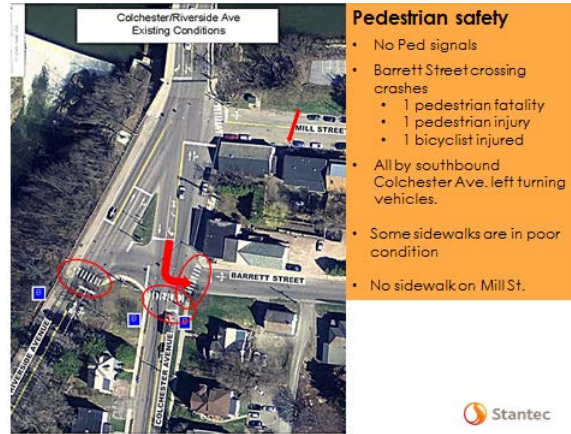 Colchester/Riverside Ave
Existing Conditions
MILL STREET
BARRETT STREET
RIVERSIDE AVENUE
COLCHESTER AVENUE
Pedestrian safety
• No Ped signals
• Barrett Street crossing
crashes
• 1 pedestrian fatality
• 1 pedestrian injury
• 1 bicyclist injured
• All by southbound
Colchester Ave. left turning
vehicles.
• Some sidewalks are in poor
condition
• No sidewalk on Mill St.
Stantec